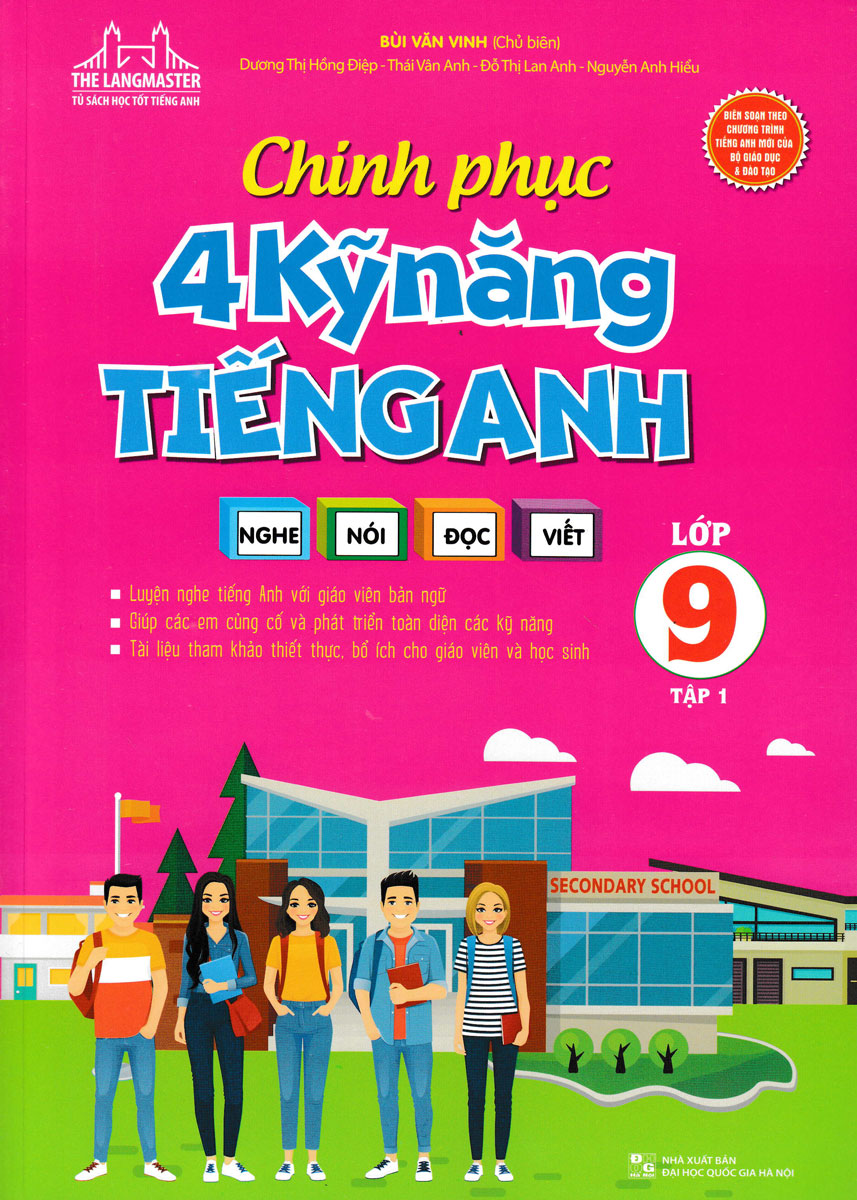 THE LANGMASTER
TỦ SÁCH HỌC TỐT TIẾNG ANH
BÙI VĂN VINH (Chủ biên)
Dương Thị Hồng Điệp - Thái Vân Anh - Đỗ Thị Lan Anh - Nguyễn Anh Hiểu
BIÊN SOẠN THEO
CHƯƠNG TRÌNH
TIẾNG ANH MỚI CỦA
BỘ GIÁO DỤC
& ĐÀO TẠO
Chinh phục
4 Kỹ năng
TIẾNG ANH
NGHE NÓI ĐỌC VIẾT
LỚP
9
TẬP 1
Luyện nghe tiếng Anh với giáo viên bản ngữ
Giúp các em củng cố và phát triển toàn diện các kỹ năng
Tài liệu tham khảo thiết thực, bổ ích cho giáo viên và học sinh
SECONDARY SCHOOL
NHÀ XUẤT BẢN
ĐẠI HỌC QUỐC GIA HÀ NỘI